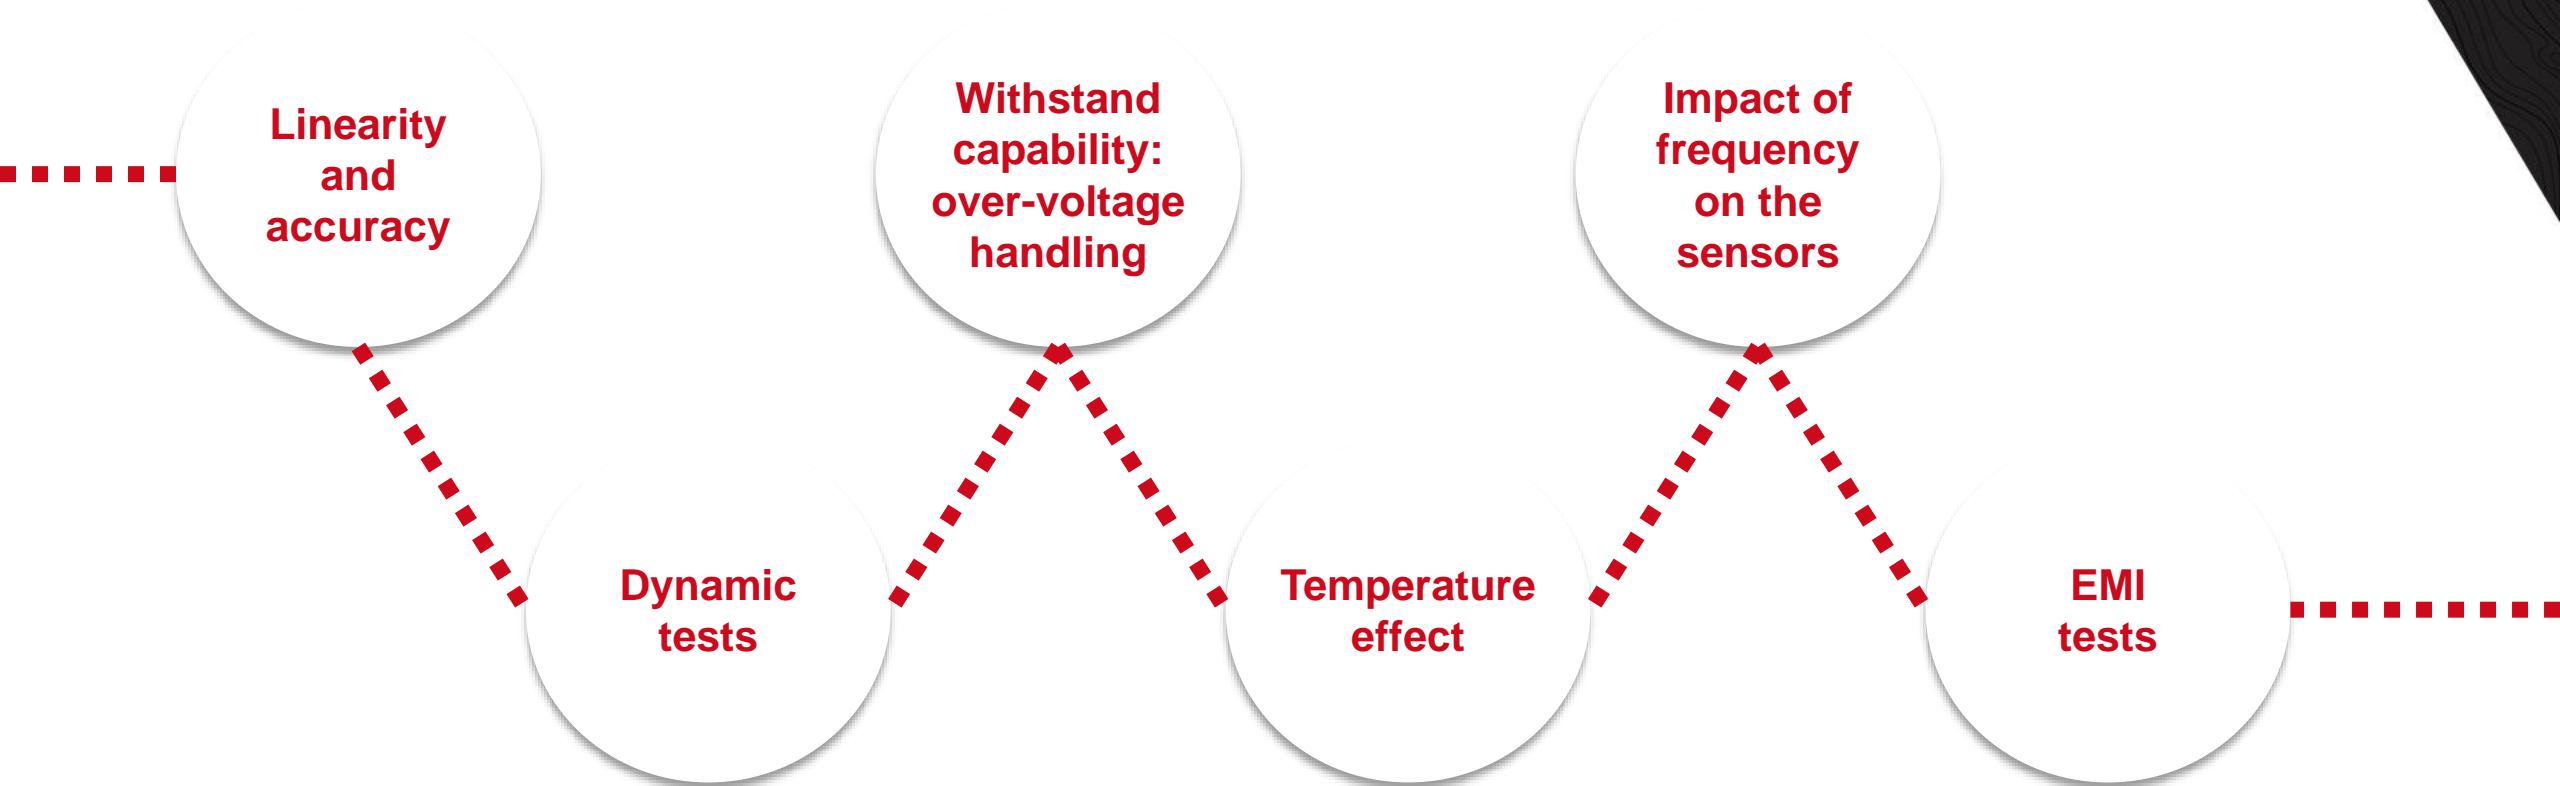 Linearity
and
accuracy
Dynamic
tests
Withstand
capability:
over-voltage
handling
Temperature
effect
Impact of
frequency
on the
sensors
EMI
tests